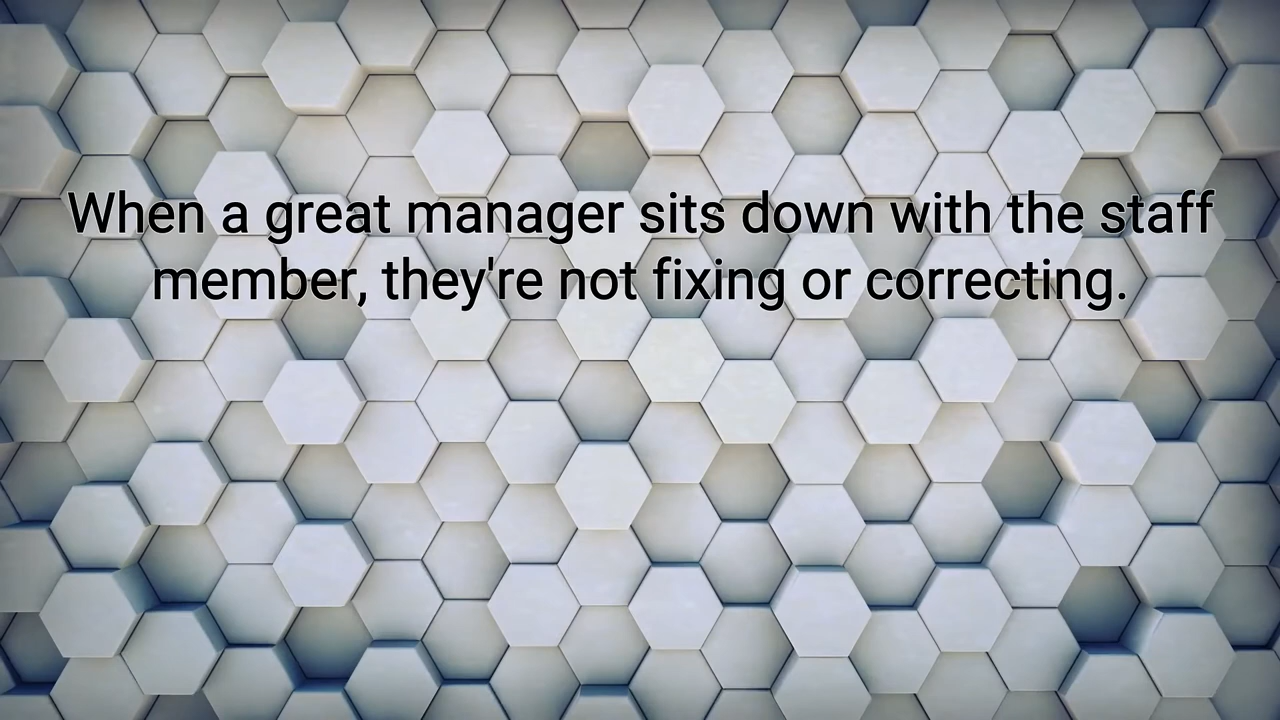 When a great manager sits down with the staff
member, they're not fixing or correcting.